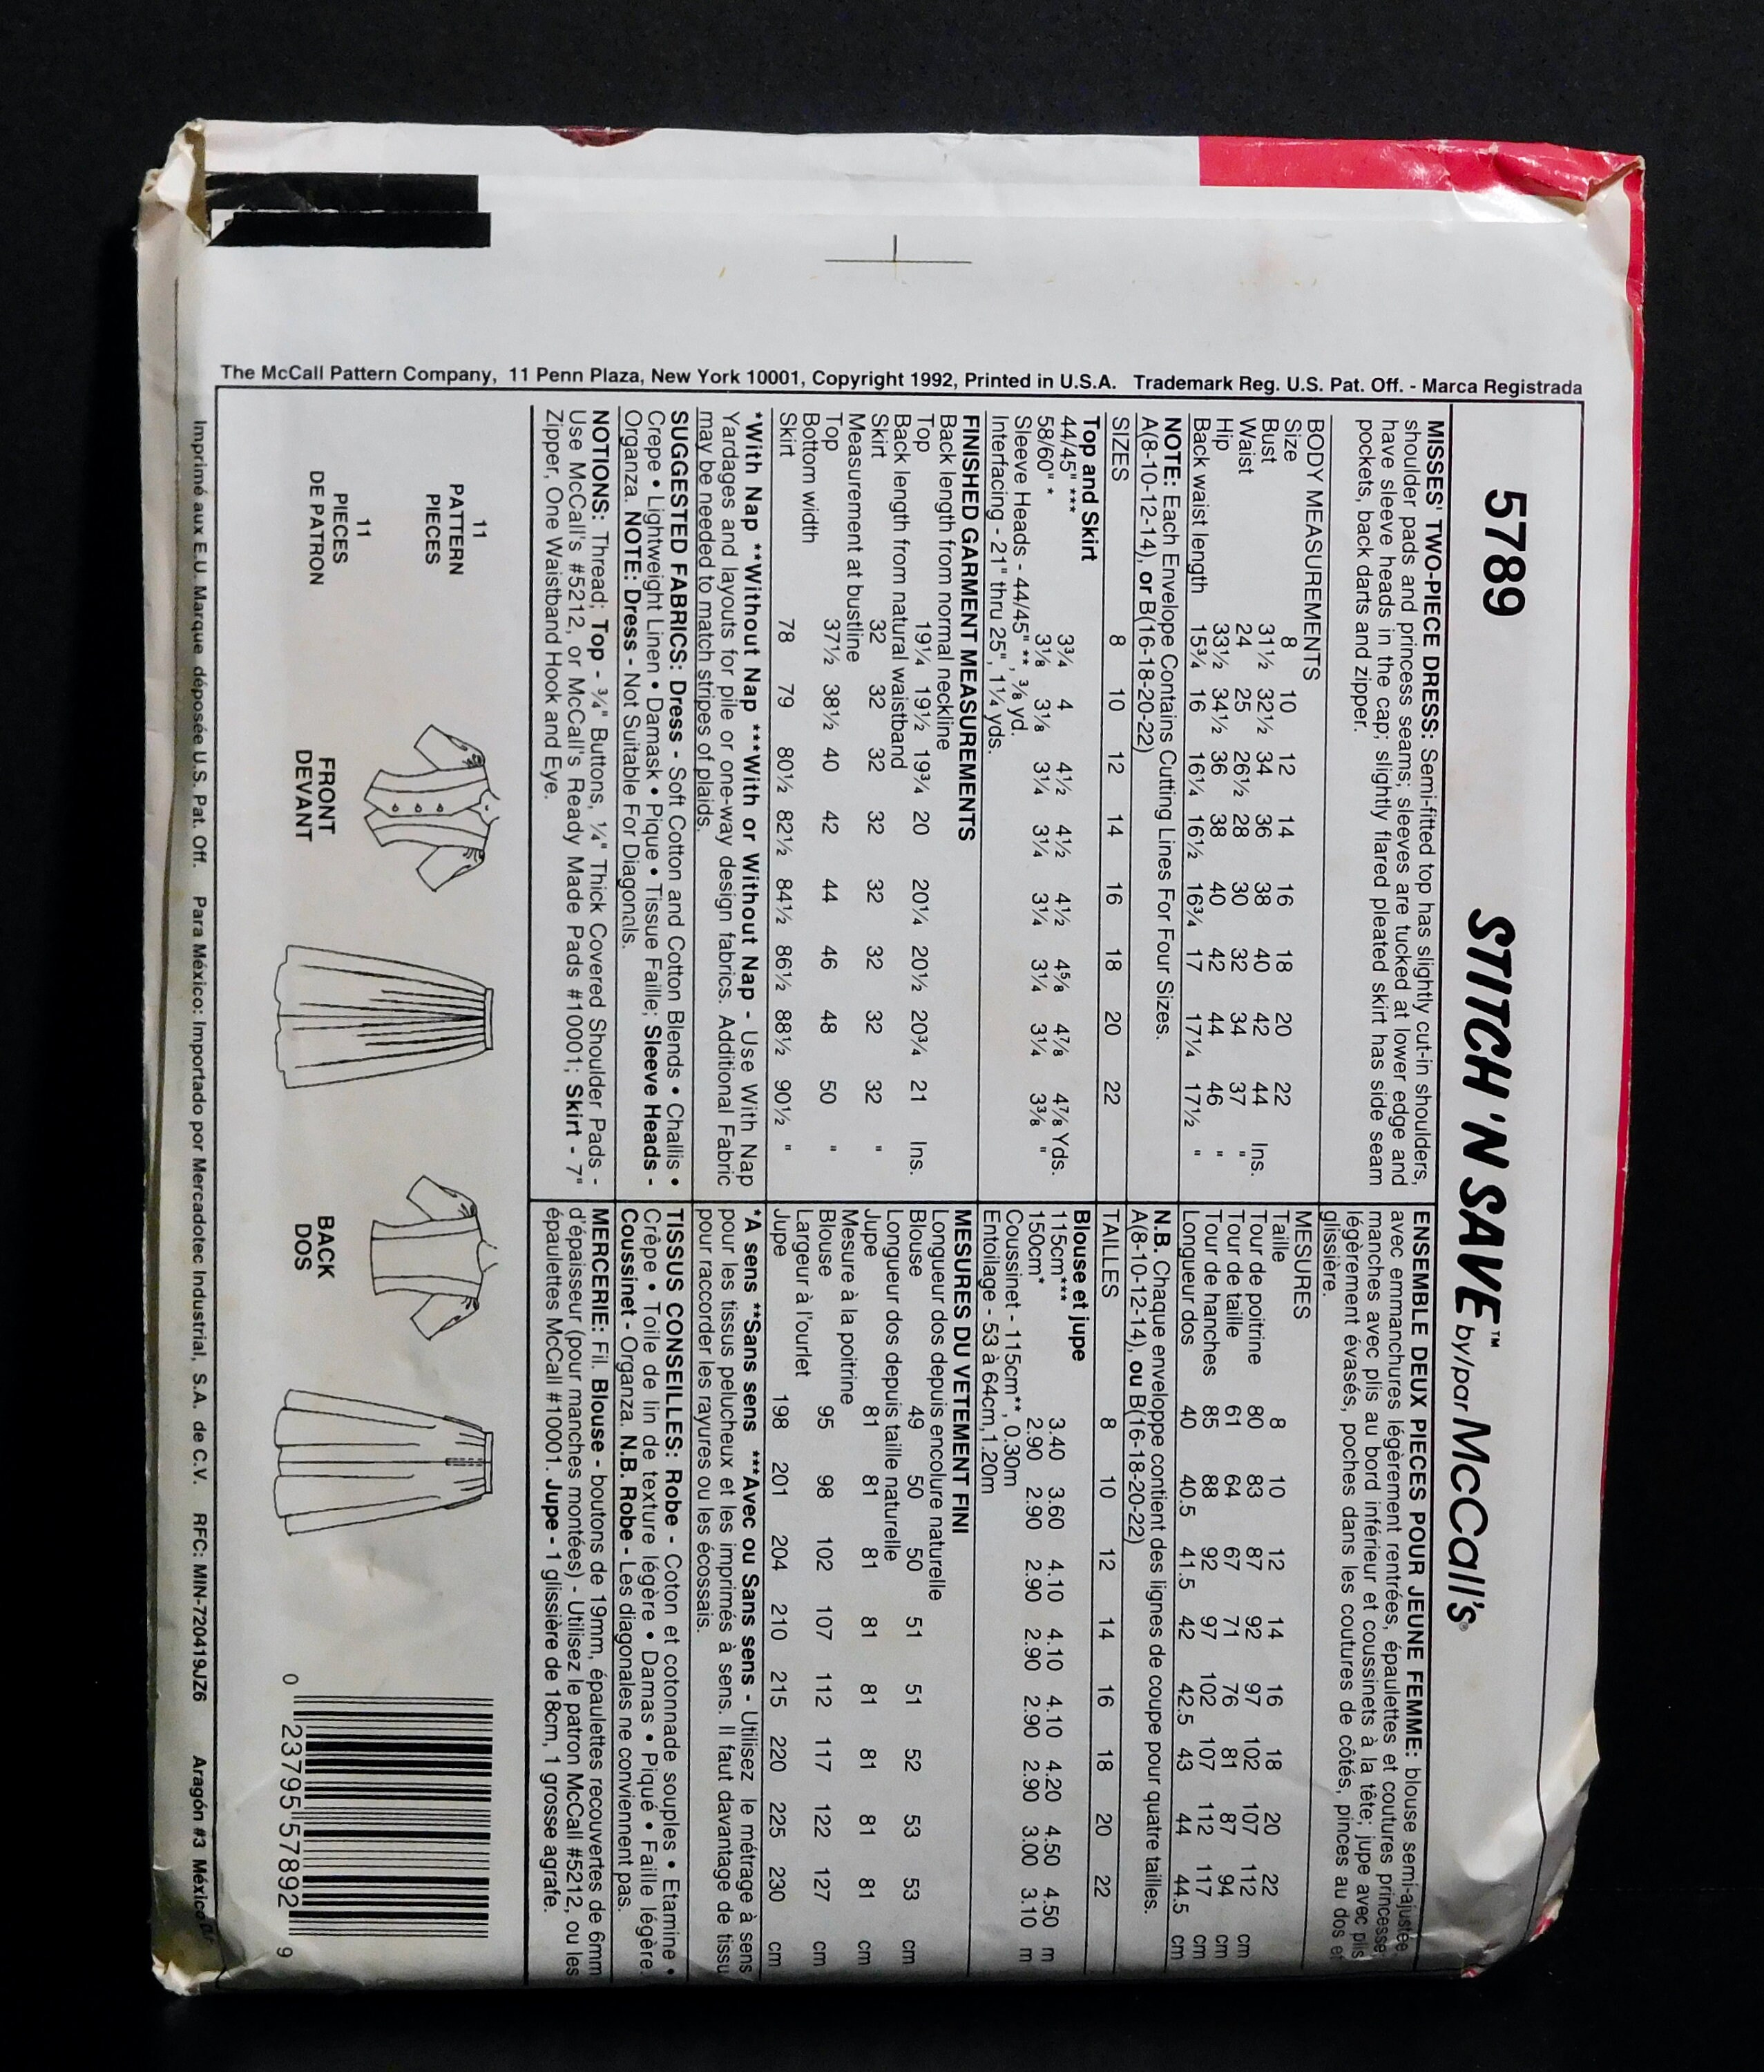 The McCall Pattern Company, 11 Penn Plaza, New York 10001, Copyright 1992, Printed in U.S.A. Trademark Reg. U.S. Pat. Off. - Marca Registrada
5789 STITCH 'N SAVE™ by/par McCall's®
MISSES' TWO-PIECE DRESS: Semi-fitted top has slightly cut-in shoulders,
shoulder pads and princess seams; sleeves are tucked at lower edge and
have sleeve heads in the cap; slightly flared pleated skirt has side seam
pockets, back darts and zipper.
BODY MEASUREMENTS
Size 8 10 12 14 16 18 20 22
Bust 31½ 32½ 34 36 38 40 42 44 Ins.
Waist 24 25 26½ 28 30 32 34 37 "
Hip 33½ 34½ 36 38 40 42 44 46 "
Back waist length 15¾ 16 16¼ 16½ 16¾ 17 17¼ 17½ "
NOTE: Each Envelope Contains Cutting Lines For Four Sizes.
A(8-10-12-14), or B(16-18-20-22)
SIZES 8 10 12 14 16 18 20 22
Top and Skirt
44/45" *** 3¾ 4 4½ 4½ 4½ 4⅝ 4⅞ 4⅞ Yds.
58/60" * 3⅛ 3⅛ 3¼ 3¼ 3¼ 3¼ 3¼ 3⅜ "
Sleeve Heads - 44/45" **, ⅜ yd.
Interfacing - 21" thru 25", 1¼ yds.
FINISHED GARMENT MEASUREMENTS
Back length from normal neckline
Top 19¼ 19½ 19¾ 20 20¼ 20½ 20¾ 21 Ins.
Back length from natural waistband
Skirt 32 32 32 32 32 32 32 32 "
Measurement at bustline
Top 37½ 38½ 40 42 44 46 48 50 "
Bottom width
Skirt 78 79 80½ 82½ 84½ 86½ 88½ 90½ "
*With Nap **Without Nap ***With or Without Nap - Use With Nap
Yardages and layouts for pile or one-way design fabrics. Additional Fabric
may be needed to match stripes of plaids.
SUGGESTED FABRICS: Dress - Soft Cotton and Cotton Blends • Challis •
Crepe • Lightweight Linen • Damask • Pique • Tissue Faille; Sleeve Heads -
Organza. NOTE: Dress - Not Suitable For Diagonals.
NOTIONS: Thread; Top - ¾" Buttons, ¼" Thick Covered Shoulder Pads -
Use McCall's #5212, or McCall's Ready Made Pads #10001; Skirt - 7"
Zipper, One Waistband Hook and Eye.
ENSEMBLE DEUX PIECES POUR JEUNE FEMME: blouse semi-ajustée
avec emmanchures légèrement rentrées, épaulettes et coutures princesse;
manches avec plis au bord inférieur et coussinets à la tête; jupe avec plis
légèrement évasés, poches dans les coutures de côtés, pinces au dos et
glissière.
MESURES
Taille 8 10 12 14 16 18 20 22
Tour de poitrine 80 83 87 92 97 102 107 112 cm
Tour de taille 61 64 67 71 76 81 87 94 cm
Tour de hanches 85 88 92 97 102 107 112 117 cm
Longueur dos 40 40.5 41.5 42 42.5 43 44 44.5 cm
N.B. Chaque enveloppe contient des lignes de coupe pour quatre tailles.
A(8-10-12-14), ou B(16-18-20-22)
TAILLES 8 10 12 14 16 18 20 22
Blouse et jupe
115cm*** 3.40 3.60 4.10 4.10 4.10 4.20 4.50 4.50 m
150cm* 2.90 2.90 2.90 2.90 2.90 2.90 3.00 3.10 m
Coussinet - 115cm**, 0.30m
Entoilage - 53 à 64cm,1.20m
MESURES DU VETEMENT FINI
Longueur dos depuis encolure naturelle
Blouse 49 50 50 51 51 52 53 53 cm
Longueur dos depuis taille naturelle
Jupe 81 81 81 81 81 81 81 81 cm
Mesure à la poitrine
Blouse 95 98 102 107 112 117 122 127 cm
Largeur à l'ourlet
Jupe 198 201 204 210 215 220 225 230 cm
*A sens **Sans sens ***Avec ou Sans sens - Utilisez le métrage à sens
pour les tissus pelucheux et les imprimés à sens. Il faut davantage de tissu
pour raccorder les rayures ou les écossais.
TISSUS CONSEILLES: Robe - Coton et cotonnade souples • Etamine •
Crêpe • Toile de lin de texture légère • Damas • Piqué • Faille légère.
Coussinet - Organza. N.B. Robe - Les diagonales ne conviennent pas.
MERCERIE: Fil. Blouse - boutons de 19mm, épaulettes recouvertes de 6mm
d'épaisseur (pour manches montées) - Utilisez le patron McCall #5212, ou les
épaulettes McCall #10001. Jupe - 1 glissière de 18cm, 1 grosse agrafe.
11
PATTERN
PIECES
11
PIECES
DE PATRON
FRONT
DEVANT
BACK
DOS
0 23795 57892 9
Imprimé aux E.U. Marque déposée U.S. Pat. Off. Para México: Importado por Mercadotec Industrial, S.A. de C.V. RFC: MIN-720419JZ6 Aragón #3 México